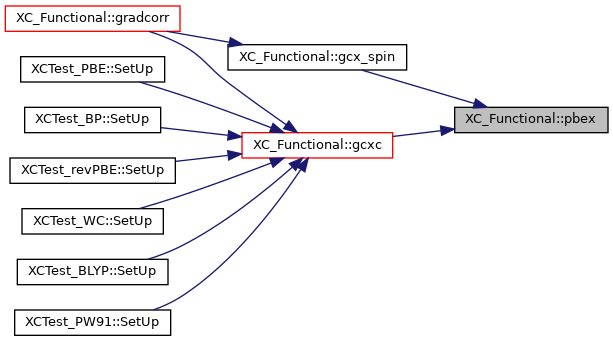 XC_Functional::gradcorr
XC_Functional::gcx_spin
XCTest_PBE::SetUp
XCTest_BP::SetUp
XC_Functional::pbex
XC_Functional::gcxc
XCTest_revPBE::SetUp
XCTest_WC::SetUp
XCTest_BLYP::SetUp
XCTest_PW91::SetUp